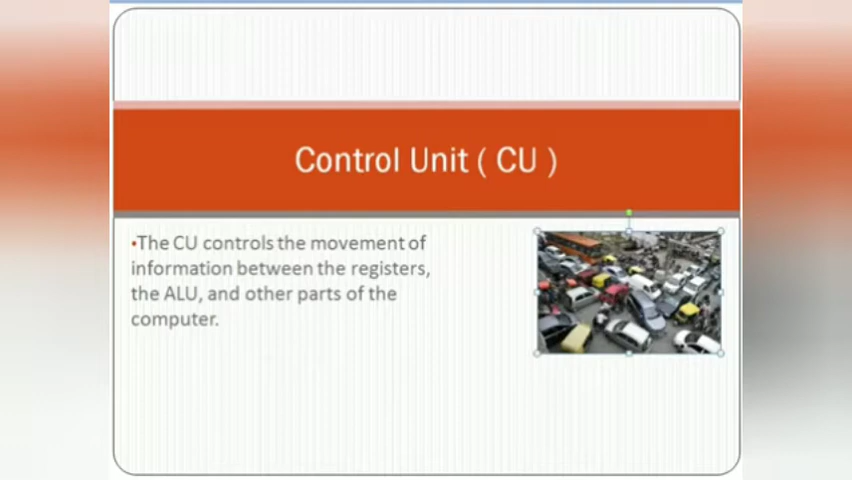 Control Unit ( CU )
•The CU controls the movement of
information between the registers,
the ALU, and other parts of the
computer.